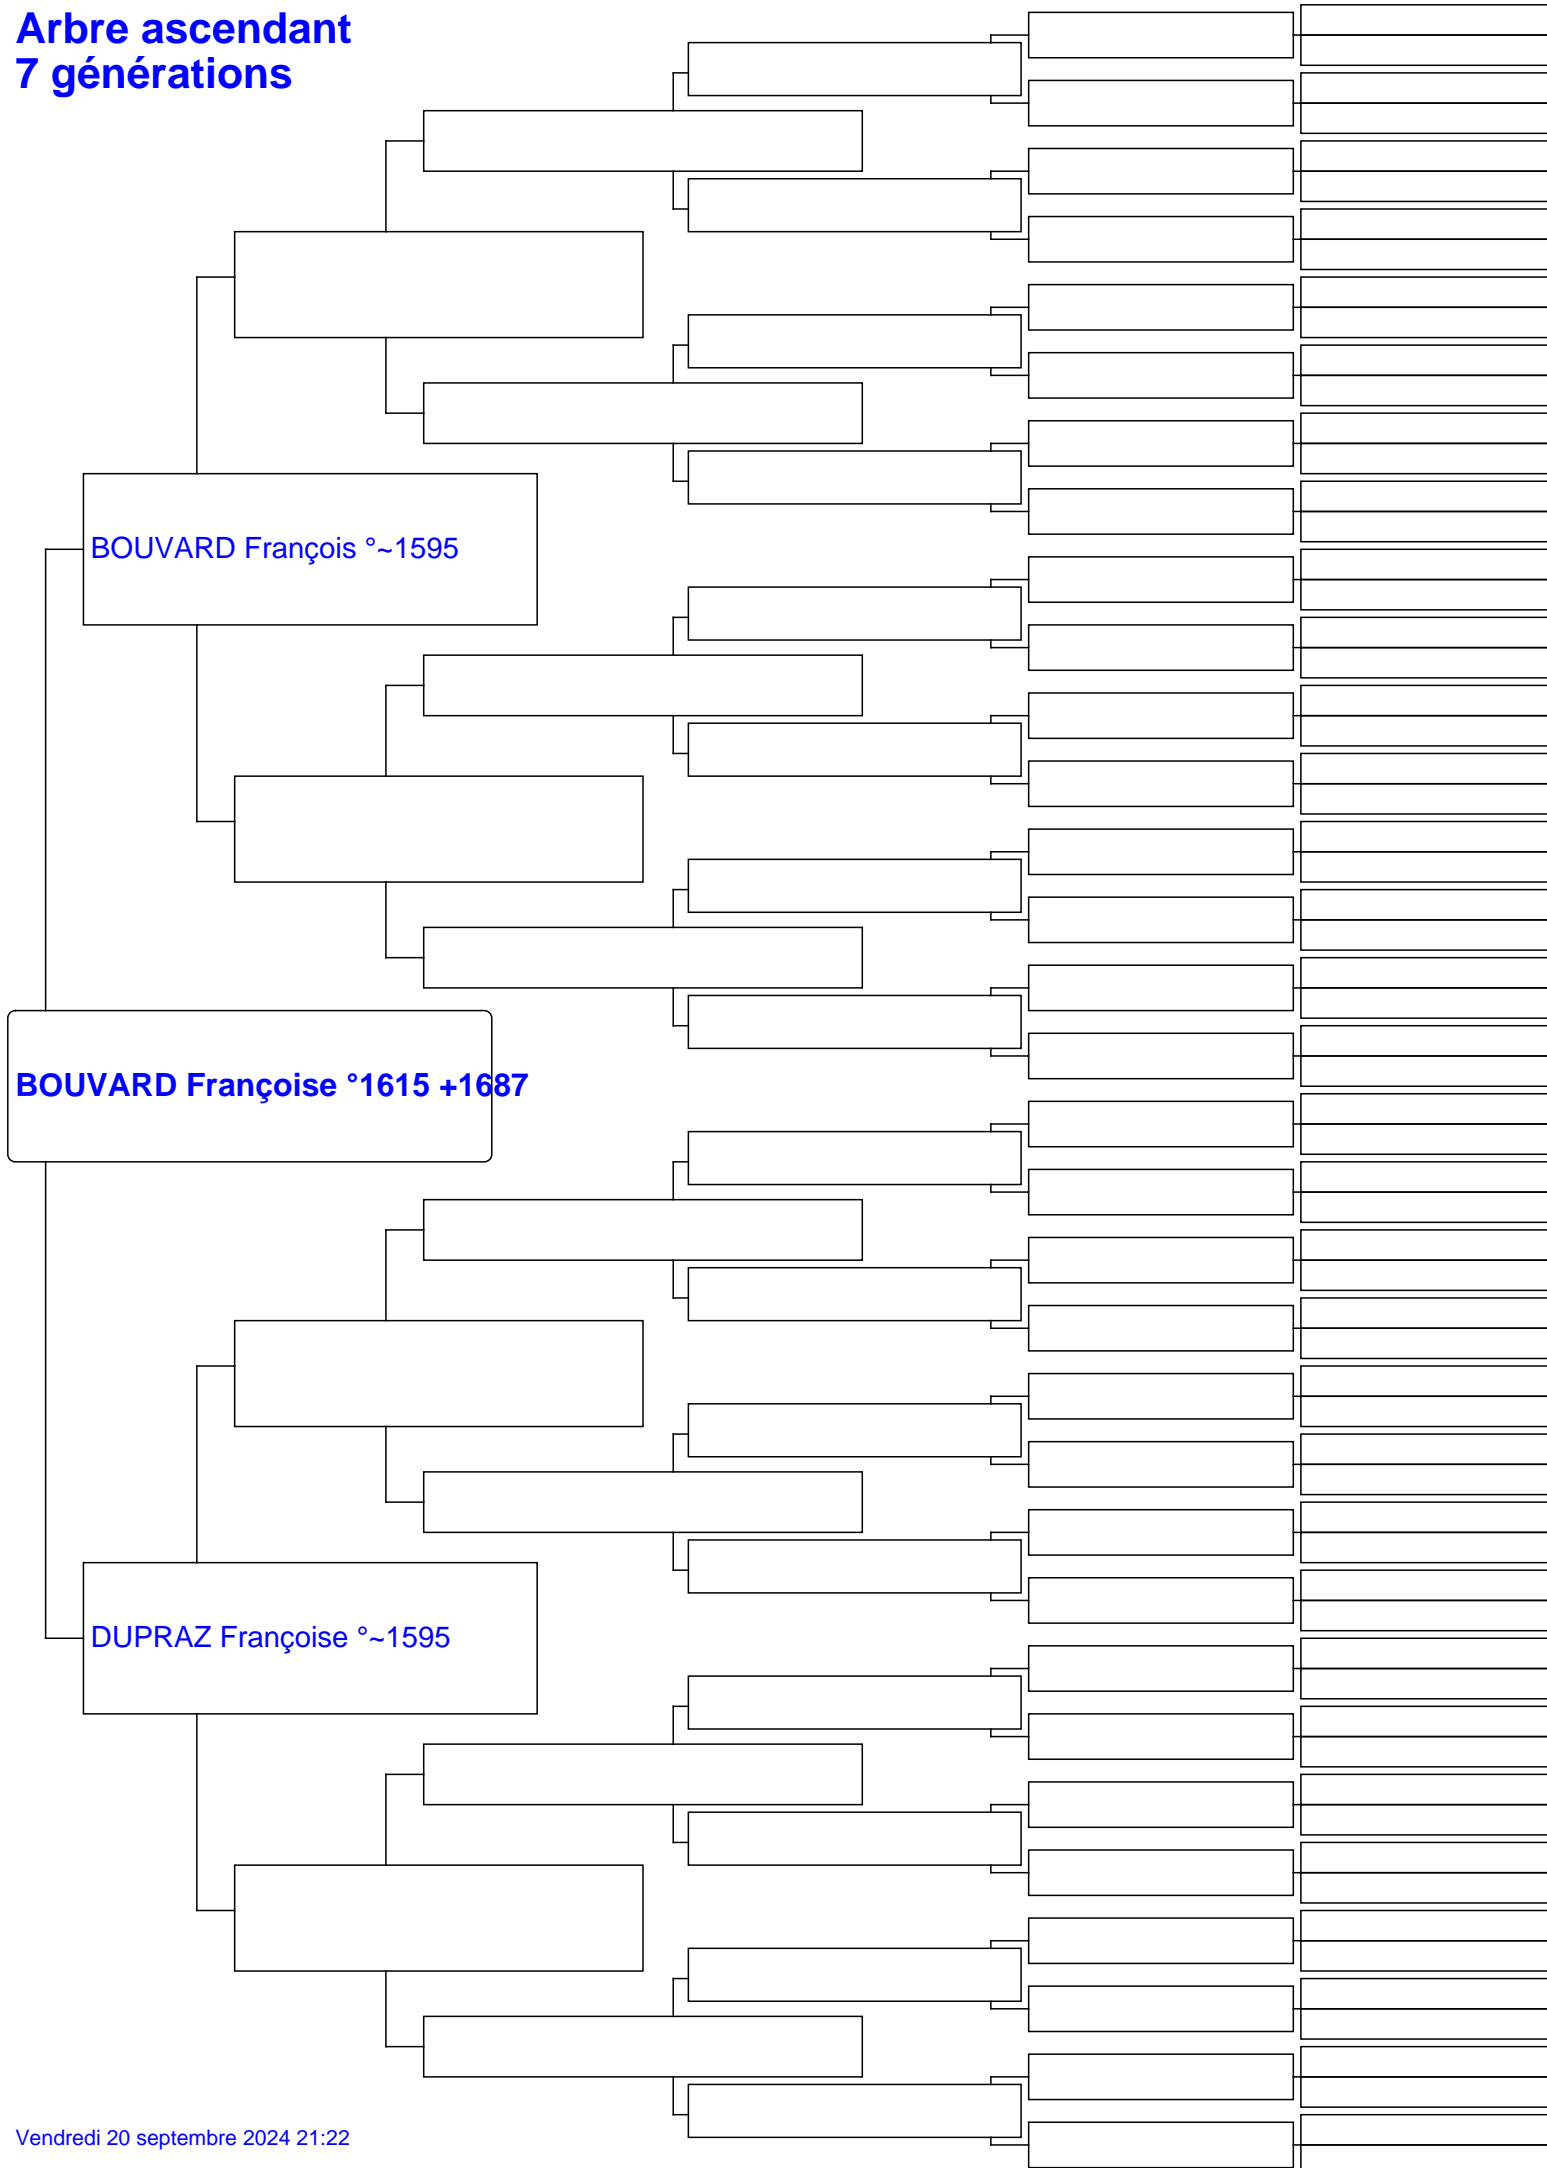 Arbre ascendant
7 générations
BOUVARD François °~1595
BOUVARD Françoise °1615 +1687
DUPRAZ Françoise °~1595
Vendredi 20 septembre 2024 21:22